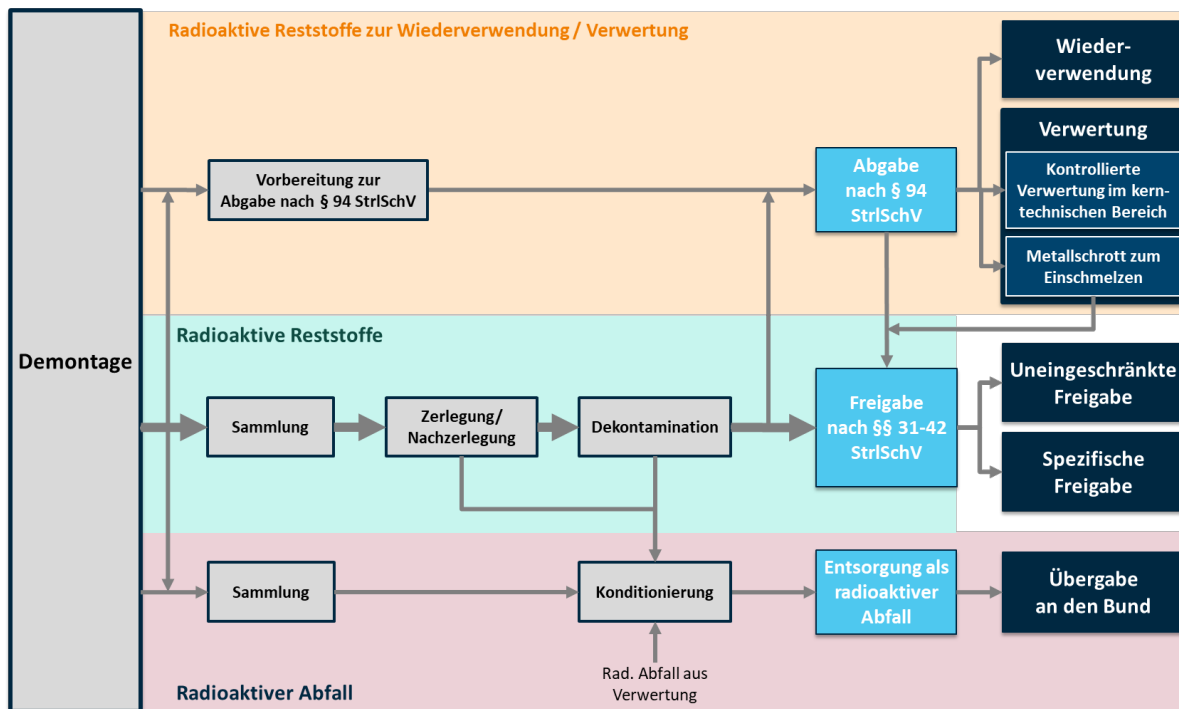 Radioaktive Reststoffe zur Wiederverwendung / Verwertung
Wieder-
verwendung
Verwertung
Kontrollierte
Verwertung im kern-
technischen Bereich
Metallschrott zum
Einschmelzen
Vorbereitung zur
Abgabe nach § 94 StrlSchV
Abgabe
nach § 94
StrlSchV
Demontage
Radioaktive Reststoffe
Sammlung
Zerlegung/
Nachzerlegung
Dekontamination
Freigabe
nach §§ 31-42
StrlSchV
Uneingeschränkte
Freigabe
Spezifische
Freigabe
Sammlung
Konditionierung
Entsorgung als
radioaktiver
Abfall
Übergabe
an den Bund
Rad. Abfall aus
Verwertung
Radioaktiver Abfall